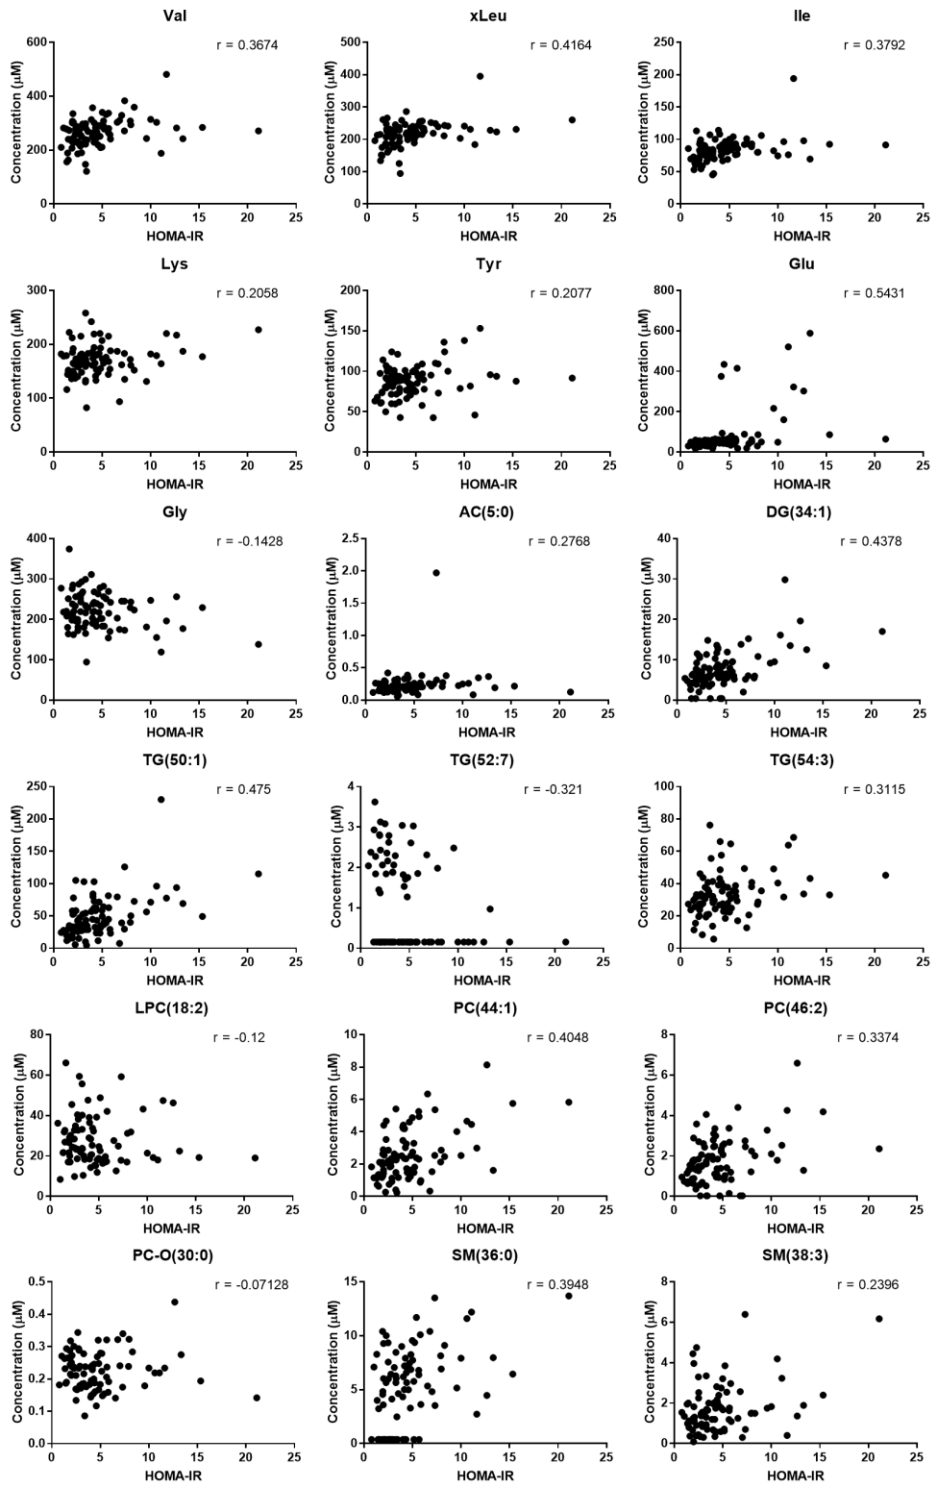 Val
r = 0.3674
Concentration (µM)
600
400
200
0
0 5 10 15 20 25
HOMA-IR
xLeu
r = 0.4164
Concentration (µM)
500
400
300
200
100
0
0 5 10 15 20 25
HOMA-IR
Ile
r = 0.3792
Concentration (µM)
250
200
150
100
50
0
0 5 10 15 20 25
HOMA-IR
Lys
r = 0.2058
Concentration (µM)
300
200
100
0
0 5 10 15 20 25
HOMA-IR
Tyr
r = 0.2077
Concentration (µM)
200
150
100
50
0
0 5 10 15 20 25
HOMA-IR
Glu
r = 0.5431
Concentration (µM)
800
600
400
200
0
0 5 10 15 20 25
HOMA-IR
Gly
r = -0.1428
Concentration (µM)
400
300
200
100
0
0 5 10 15 20 25
HOMA-IR
AC(5:0)
r = 0.2768
Concentration (µM)
2.5
2.0
1.5
1.0
0.5
0.0
0 5 10 15 20 25
HOMA-IR
DG(34:1)
r = 0.4378
Concentration (µM)
40
30
20
10
0
0 5 10 15 20 25
HOMA-IR
TG(50:1)
r = 0.475
Concentration (µM)
250
200
150
100
50
0
0 5 10 15 20 25
HOMA-IR
TG(52:7)
r = -0.321
Concentration (µM)
4
3
2
1
0
0 5 10 15 20 25
HOMA-IR
TG(54:3)
r = 0.3115
Concentration (µM)
100
80
60
40
20
0
0 5 10 15 20 25
HOMA-IR
LPC(18:2)
r = -0.12
Concentration (µM)
80
60
40
20
0
0 5 10 15 20 25
HOMA-IR
PC(44:1)
r = 0.4048
Concentration (µM)
10
8
6
4
2
0
0 5 10 15 20 25
HOMA-IR
PC(46:2)
r = 0.3374
Concentration (µM)
8
6
4
2
0
0 5 10 15 20 25
HOMA-IR
PC-O(30:0)
r = -0.07128
Concentration (µM)
0.5
0.4
0.3
0.2
0.1
0.0
0 5 10 15 20 25
HOMA-IR
SM(36:0)
r = 0.3948
Concentration (µM)
15
10
5
0
0 5 10 15 20 25
HOMA-IR
SM(38:3)
r = 0.2396
Concentration (µM)
8
6
4
2
0
0 5 10 15 20 25
HOMA-IR